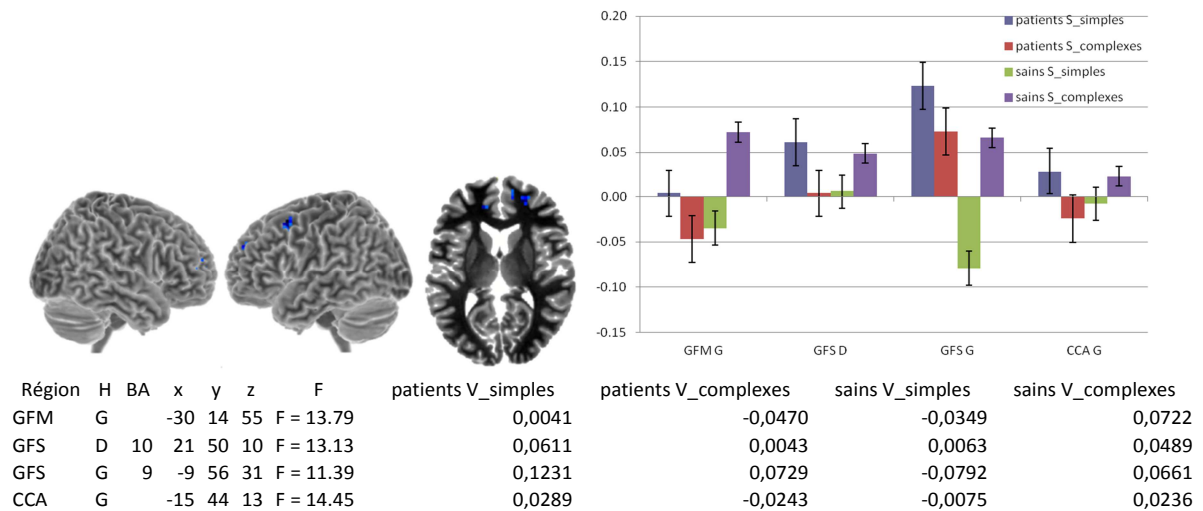 0.20
0.15
0.10
0.05
0.00
-0.05
-0.10
-0.15
patients S_simples
patients S_complexes
sains S_simples
sains S_complexes
GFM G GFS D GFS G CCA G
Région H BA x y z F patients V_simples patients V_complexes sains V_simples sains V_complexes
GFM G -30 14 55 F = 13.79 0,0041 -0,0470 -0,0349 0,0722
GFS D 10 21 50 10 F = 13.13 0,0611 0,0043 0,0063 0,0489
GFS G 9 -9 56 31 F = 11.39 0,1231 0,0729 -0,0792 0,0661
CCA G -15 44 13 F = 14.45 0,0289 -0,0243 -0,0075 0,0236